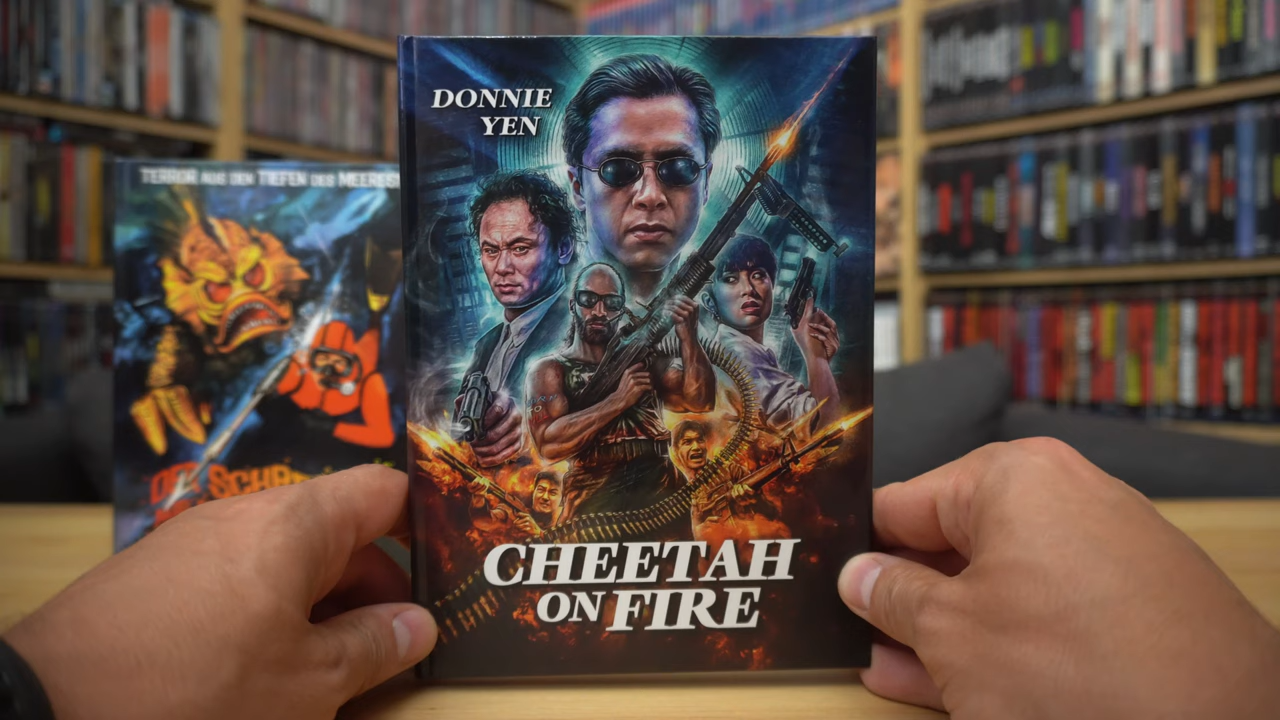 DONNIE
YEN
CHEETAH
ON FIRE
TERROR AUS DEN TIEFEN DES MEERES